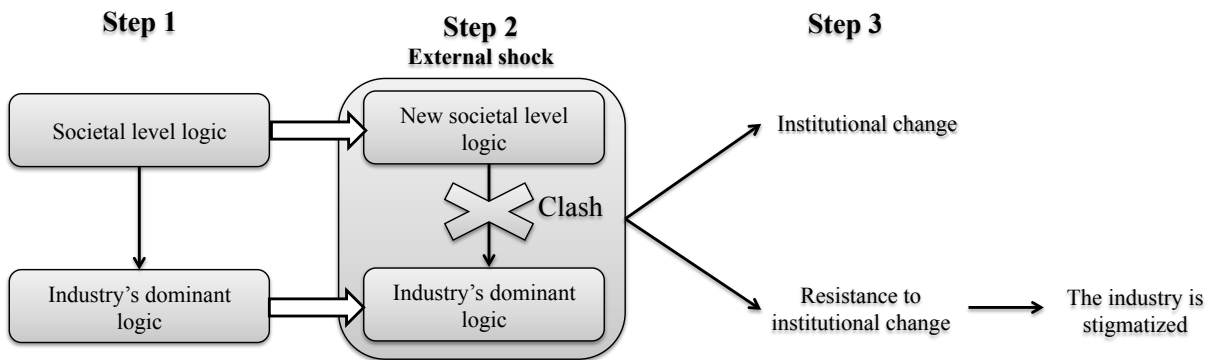 Step 1
Step 2
External shock
Step 3
Societal level logic
New societal level
logic
Institutional change
Clash
Industry’s dominant
logic
Industry’s dominant
logic
Resistance to
institutional change
The industry is
stigmatized